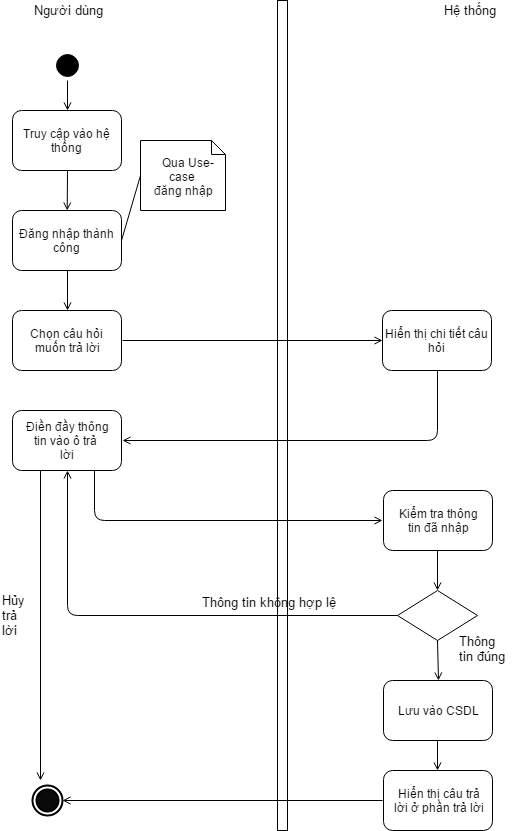 Người dùng
Hệ thống
Truy cập vào hệ
thống
Qua Use-
case
đăng nhập
Đăng nhập thành
công
Chọn câu hỏi
muốn trả lời
Hiển thị chi tiết câu
hỏi
Điền đầy thông
tin vào ô trả
lời
Kiểm tra thông
tin đã nhập
Hủy
trả
lời
Thông tin không hợp lệ
Thông
tin đúng
Lưu vào CSDL
Hiển thị câu trả
lời ở phần trả lời